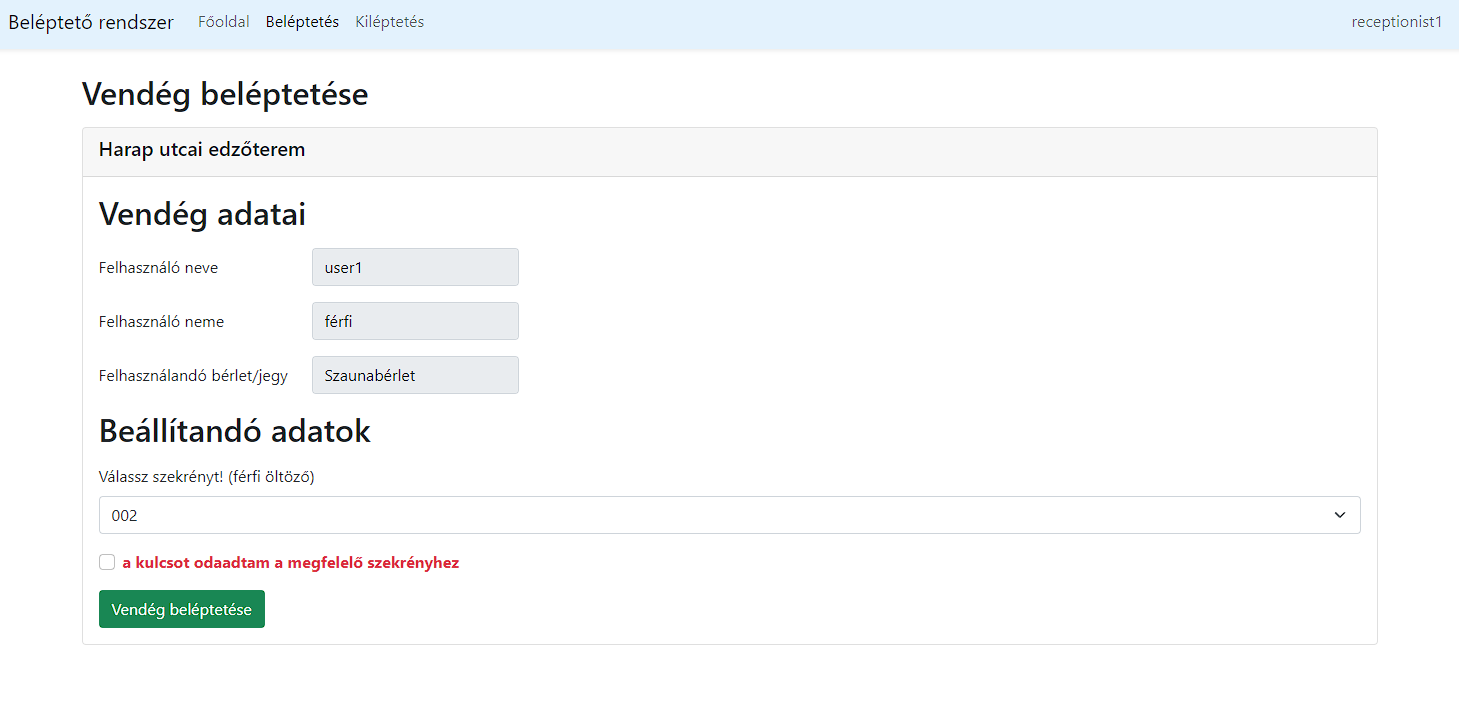 Beléptető rendszer Főoldal Beléptetés Kiléptetés receptionist1
Vendég beléptetése
Harap utcai edzőterem
Vendég adatai
Felhasználó neve user1
Felhasználó neme férfi
Felhasználandó bérlet/jegy Szaunabérlet
Beállítandó adatok
Válassz szekrényt! (férfi öltöző)
002
a kulcsot odaadtam a megfelelő szekrényhez
Vendég beléptetése